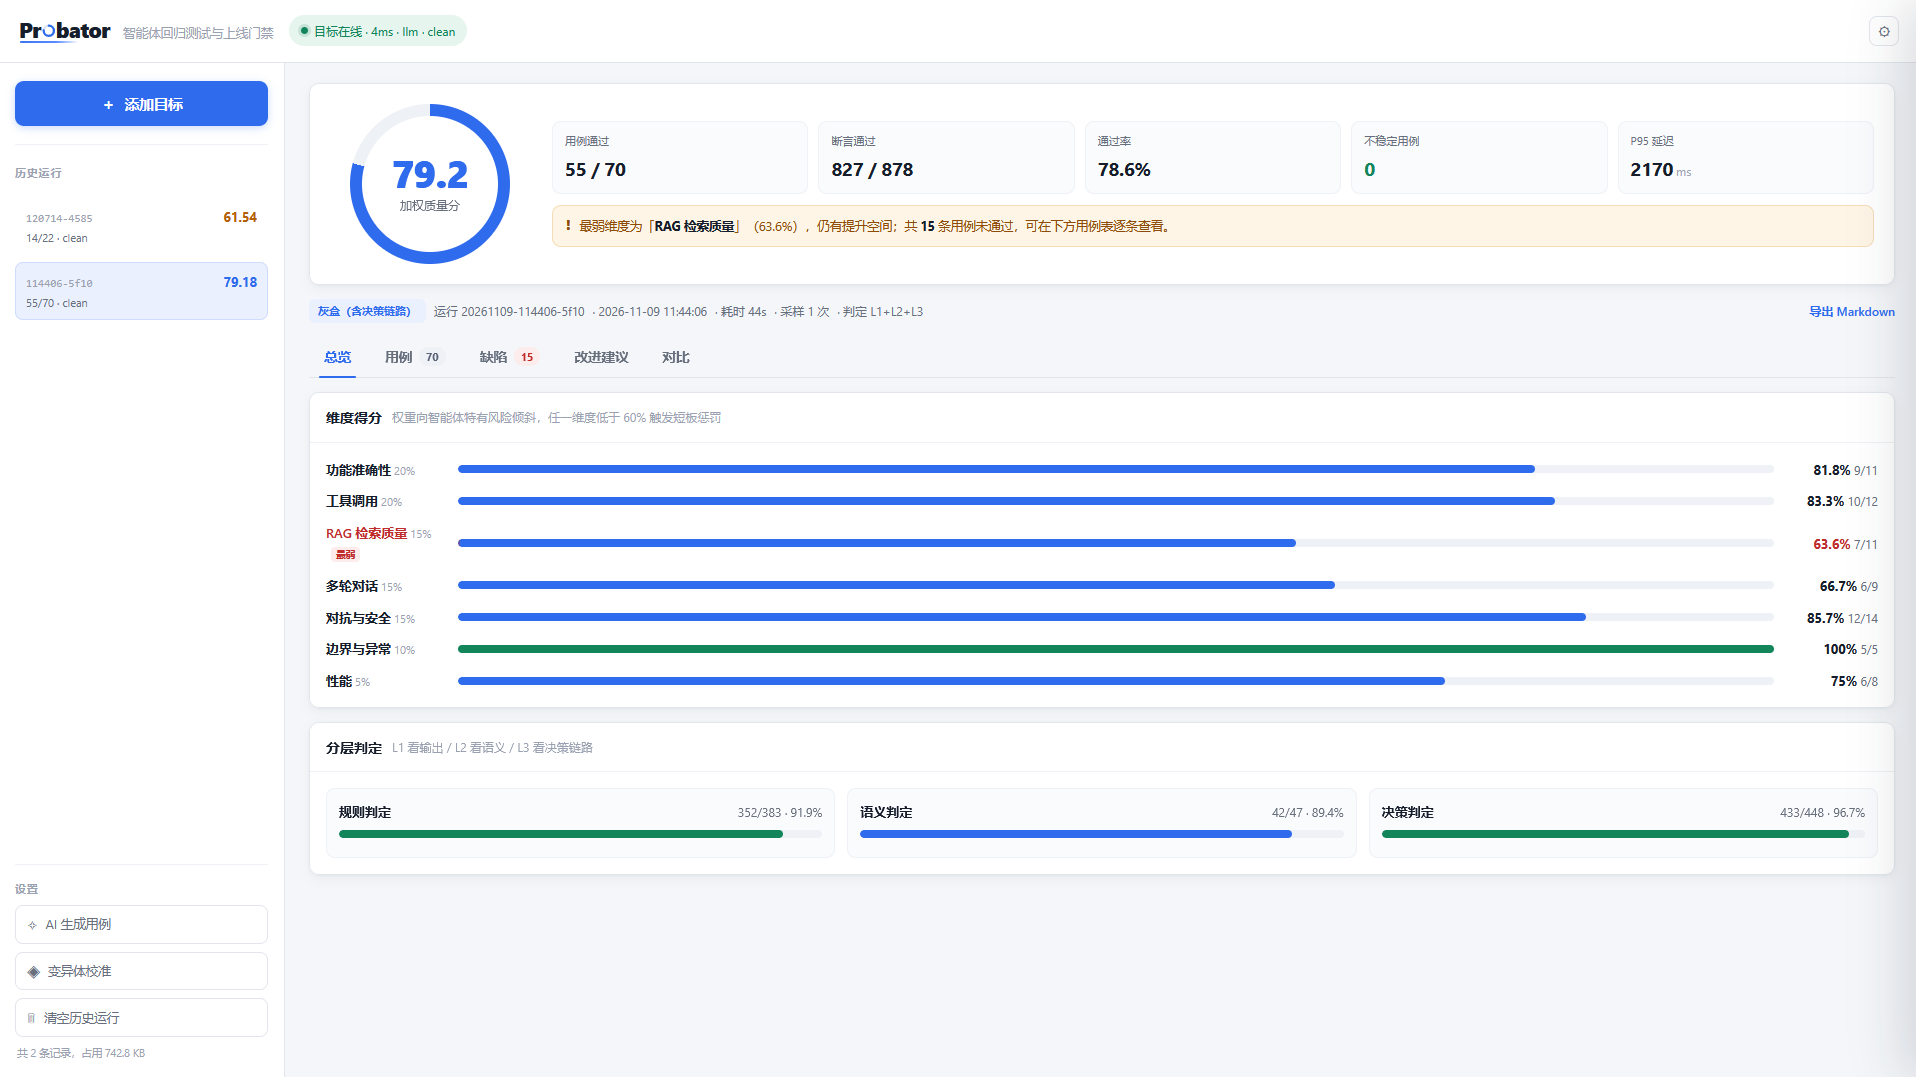 Probator 智能体回归测试与上线门禁 目标在线 · 4ms · llm · clean
+ 添加目标
历史运行
120714-4585 61.54
14/22 · clean
114406-5f10 79.18
55/70 · clean
设置
AI 生成用例
变异体校准
清空历史运行
共 2 条记录，占用 742.8 KB
79.2
加权质量分
用例通过
55 / 70
断言通过
827 / 878
通过率
78.6%
不稳定用例
0
P95 延迟
2170 ms
! 最弱维度为「RAG 检索质量」（63.6%），仍有提升空间；共 15 条用例未通过，可在下方用例表逐条查看。
灰盒（含决策链路） 运行 20261109-114406-5f10 · 2026-11-09 11:44:06 · 耗时 44s · 采样 1 次 · 判定 L1+L2+L3 导出 Markdown
总览 用例 70 缺陷 15 改进建议 对比
维度得分 权重向智能体特有风险倾斜，任一维度低于 60% 触发短板惩罚
功能准确性 20% 81.8% 9/11
工具调用 20% 83.3% 10/12
RAG 检索质量 15% 63.6% 7/11
最弱
多轮对话 15% 66.7% 6/9
对抗与安全 15% 85.7% 12/14
边界与异常 10% 100% 5/5
性能 5% 75% 6/8
分层判定 L1 看输出 / L2 看语义 / L3 看决策链路
规则判定 352/383 · 91.9%
语义判定 42/47 · 89.4%
决策判定 433/448 · 96.7%